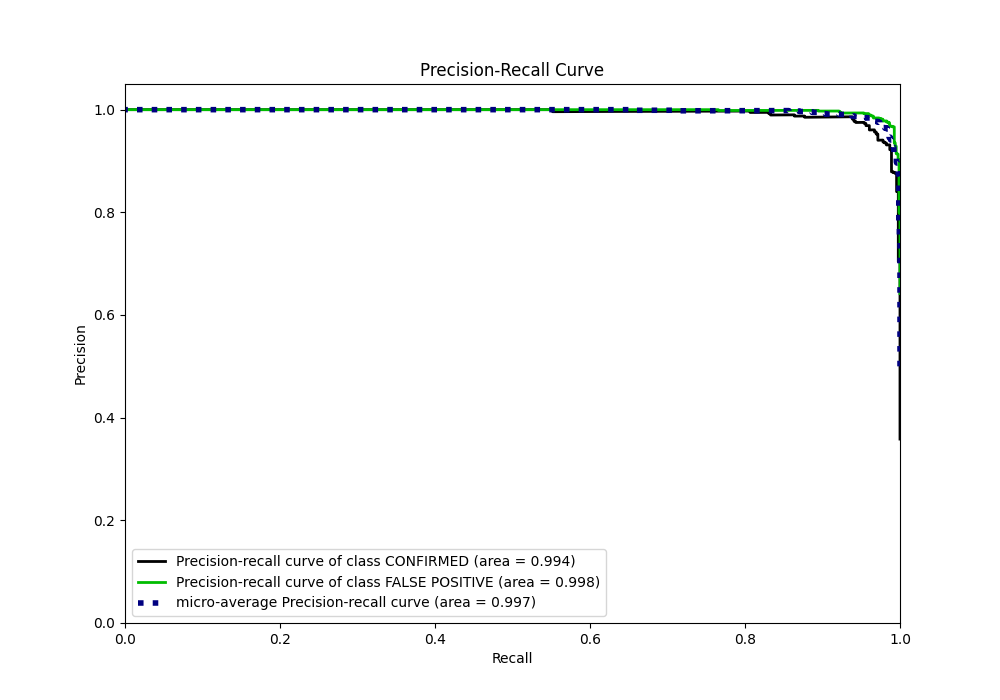 Precision-Recall Curve
1.0
0.8
0.6
0.4
0.2
0.0
Precision
Precision-recall curve of class CONFIRMED (area = 0.994)
Precision-recall curve of class FALSE POSITIVE (area = 0.998)
micro-average Precision-recall curve (area = 0.997)
0.0 0.2 0.4 0.6 0.8 1.0
Recall